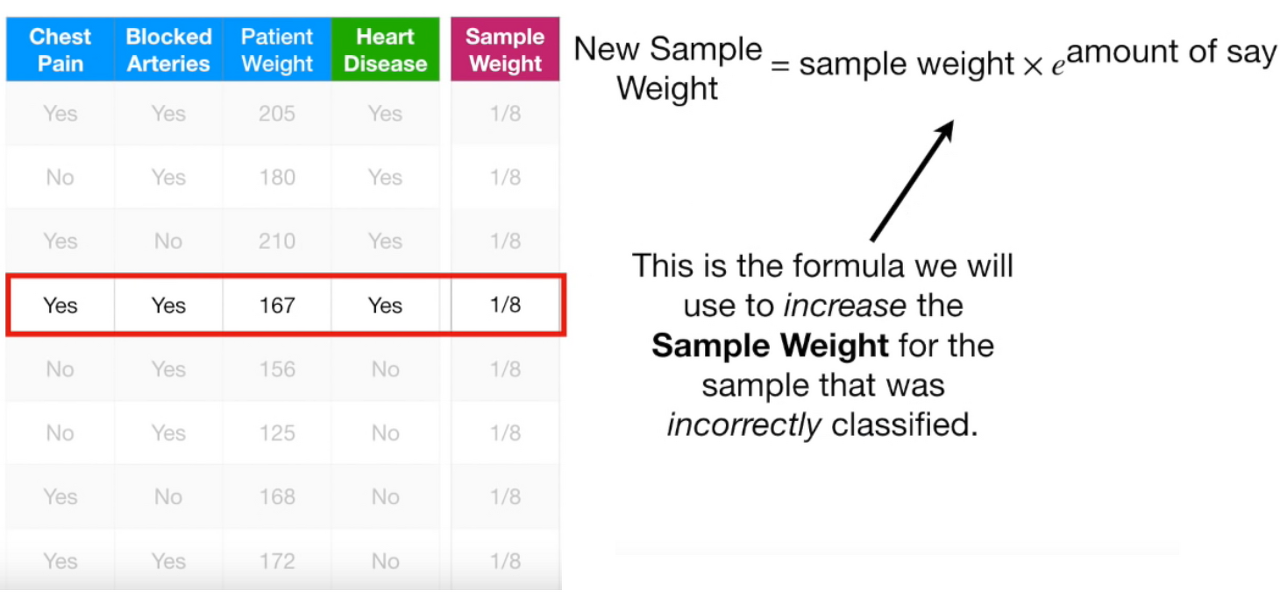 Chest Pain Blocked Arteries Patient Weight Heart Disease Sample Weight
Yes Yes 205 Yes 1/8
No Yes 180 Yes 1/8
Yes No 210 Yes 1/8
Yes Yes 167 Yes 1/8
No Yes 156 No 1/8
No Yes 125 No 1/8
Yes No 168 No 1/8
Yes Yes 172 No 1/8
New Sample Weight = sample weight × e^amount of say
This is the formula we will
use to increase the
Sample Weight for the
sample that was
incorrectly classified.